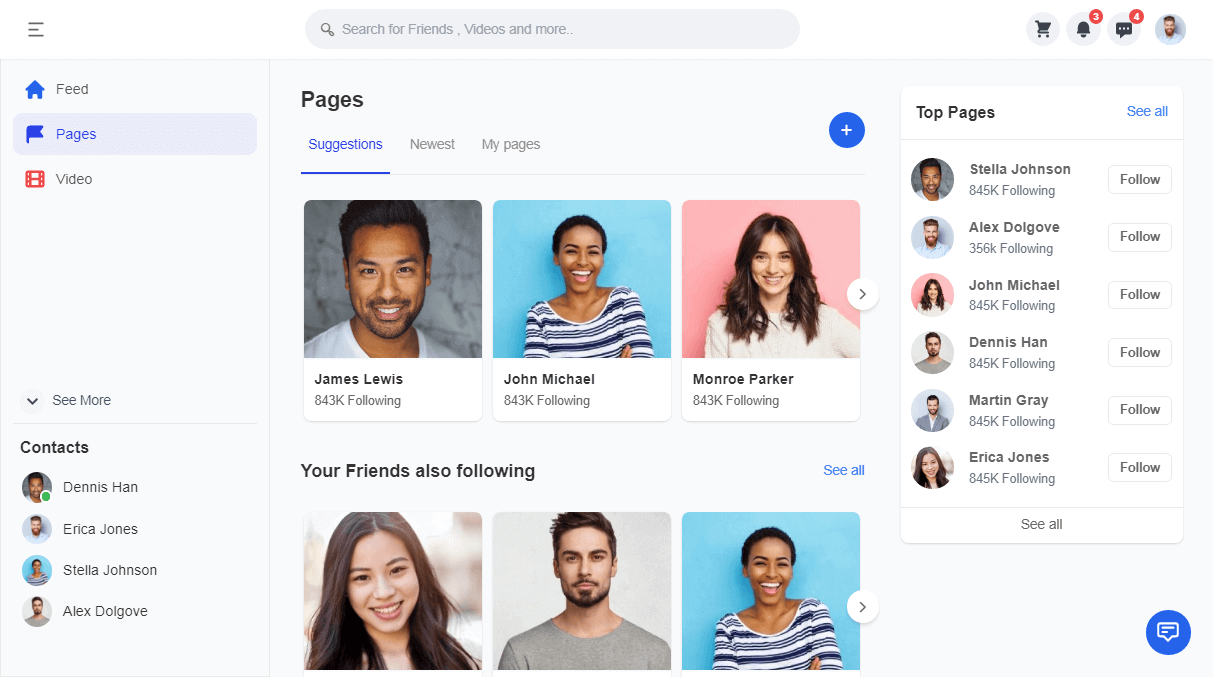 Search for Friends , Videos and more..
3
4
Feed
Pages
Video
See More
Contacts
Dennis Han
Erica Jones
Stella Johnson
Alex Dolgove
Pages
Suggestions
Newest
My pages
James Lewis
843K Following
John Michael
843K Following
Monroe Parker
843K Following
Your Friends also following
See all
Top Pages
See all
Stella Johnson
845K Following
Follow
Alex Dolgove
356k Following
Follow
John Michael
845K Following
Follow
Dennis Han
845K Following
Follow
Martin Gray
845K Following
Follow
Erica Jones
845K Following
Follow
See all